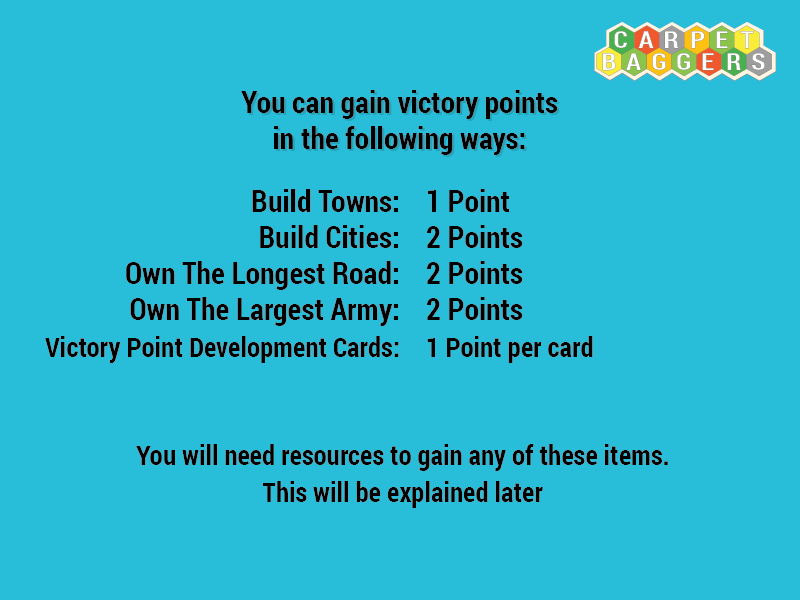 CARPET
BAGGERS
You can gain victory points
in the following ways:
Build Towns: 1 Point
Build Cities: 2 Points
Own The Longest Road: 2 Points
Own The Largest Army: 2 Points
Victory Point Development Cards: 1 Point per card
You will need resources to gain any of these items.
This will be explained later